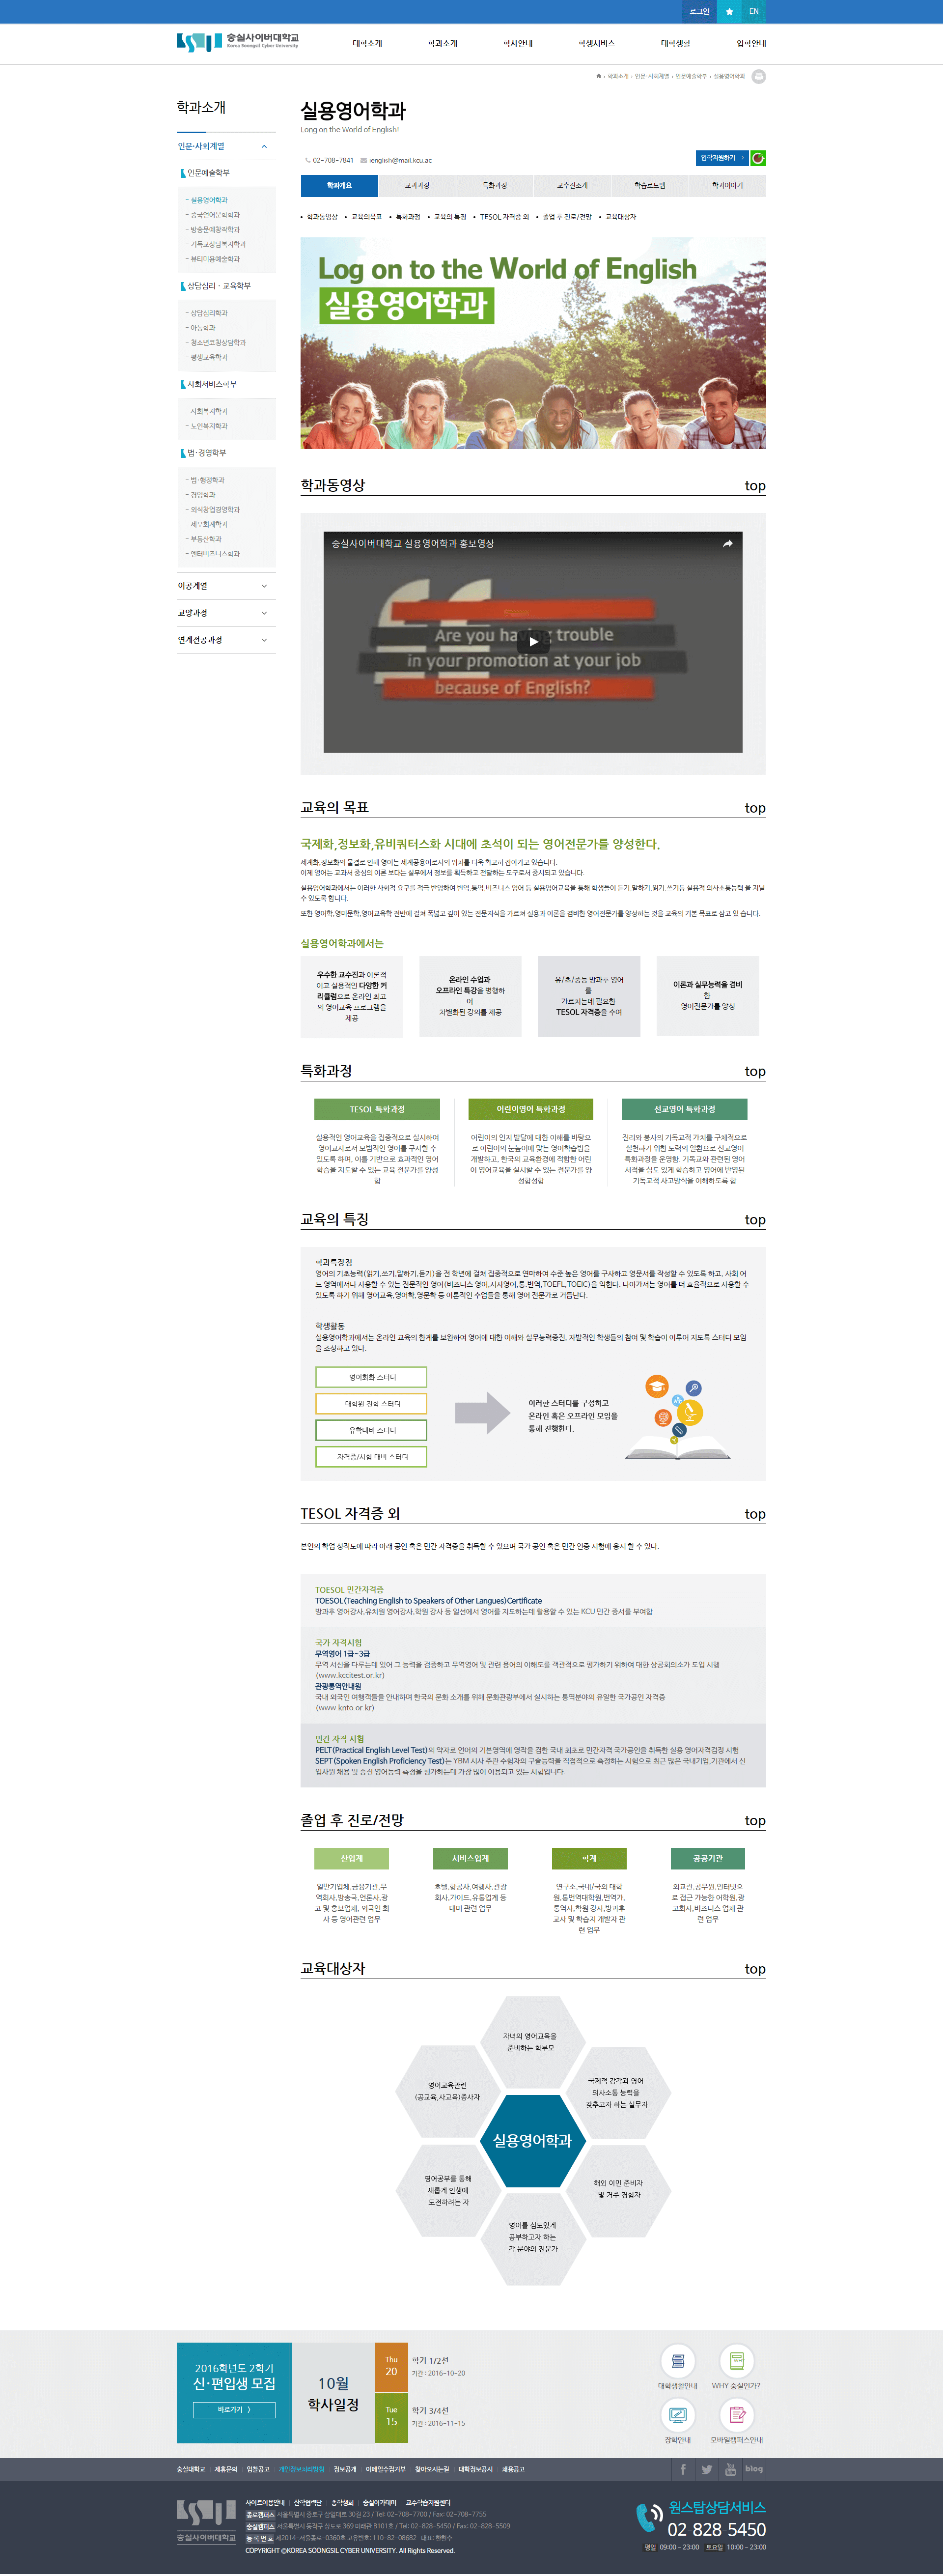 로그인
EN
숭실사이버대학교
Korea Soongsil Cyber University
대학소개 학과소개 학사안내 학생서비스 대학생활 입학안내
학과소개 › 인문·사회계열 › 인문예술학부 › 실용영어학과
학과소개
인문·사회계열
인문예술학부
- 실용영어학과
- 중국언어문화학과
- 방송문예창작학과
- 기독교상담복지학과
- 뷰티미용예술학과
상담심리 · 교육학부
- 상담심리학과
- 아동학과
- 청소년코칭상담학과
- 평생교육학과
사회서비스학부
- 사회복지학과
- 노인복지학과
법·경영학부
- 법·행정학과
- 경영학과
- 외식창업경영학과
- 세무회계학과
- 부동산학과
- 엔터비즈니스학과
이공계열
교양과정
연계전공과정
실용영어학과
Long on the World of English!
02-708-7841
입학지원하기
학과개요 교과과정 특화과정 교수진소개 학습로드맵 학과이야기
• 학과동영상 • 교육의목표 • 특화과정 • 교육의 특징 • TESOL 자격증 외 • 졸업 후 진로/전망 • 교육대상자
Log on to the World of English
실용영어학과
학과동영상 top
숭실사이버대학교 실용영어학과 홍보영상
Are you having trouble
in your promotion at your job
because of English?
교육의 목표 top
국제화,정보화,유비쿼터스화 시대에 초석이 되는 영어전문가를 양성한다.
세계화,정보화의 물결로 인해 영어는 세계공용어로서의 위치를 더욱 확고히 잡아가고 있습니다.
이제 영어는 교과서 중심의 이론 보다는 실무에서 정보를 획득하고 전달하는 도구로서 중시되고 있습니다.
실용영어학과에서는 이러한 사회적 요구를 적극 반영하여 번역,통역,비즈니스 영어 등 실용영어교육을 통해 학생들이 듣기,말하기,읽기,쓰기등 실용적 의사소통능력 을 지닐
수 있도록 합니다.
또한 영어학,영미문학,영어교육학 전반에 걸쳐 폭넓고 깊이 있는 전문지식을 가르쳐 실용과 이론을 겸비한 영어전문가를 양성하는 것을 교육의 기본 목표로 삼고 있 습니다.
실용영어학과에서는
우수한 교수진과 이론적
이고 실용적인 다양한 커
리큘럼으로 온라인 최고
의 영어교육 프로그램을
제공
온라인 수업과
오프라인 특강을 병행하
여
차별화된 강의를 제공
유/초/중등 방과후 영어
를
가르치는데 필요한
TESOL 자격증을 수여
이론과 실무능력을 겸비
한
영어전문가를 양성
특화과정 top
TESOL 특화과정
실용적인 영어교육을 집중적으로 실시하여
영어교사로서 모범적인 영어를 구사할 수
있도록 하며, 이를 기반으로 효과적인 영어
학습을 지도할 수 있는 교육 전문가를 양성
함
어린이영어 특화과정
어린이의 인지 발달에 대한 이해를 바탕으
로 어린이의 눈높이에 맞는 영어학습법을
개발하고, 한국의 교육환경에 적합한 어린
이 영어교육을 실시할 수 있는 전문가를 양
성함성함
선교영어 특화과정
진리와 봉사의 기독교적 가치를 구체적으로
실천하기 위한 노력의 일환으로 선교영어
특화과정을 운영함. 기독교와 관련된 영어
서적을 심도 있게 학습하고 영어에 반영된
기독교적 사고방식을 이해하도록 함
교육의 특징 top
학과특장점
영어의 기초능력(읽기,쓰기,말하기,듣기)을 전 학년에 걸쳐 집중적으로 연마하여 수준 높은 영어를 구사하고 영문서를 작성할 수 있도록 하고, 사회 어
느 영역에서나 사용할 수 있는 전문적인 영어(비즈니스 영어,시사영어,통.번역,TOEFL,TOEIC)을 익힌다. 나아가서는 영어를 더 효율적으로 사용할 수
있도록 하기 위해 영어교육,영어학,영문학 등 이론적인 수업들을 통해 영어 전문가로 거듭난다.
학생활동
실용영어학과에서는 온라인 교육의 한계를 보완하여 영어에 대한 이해와 실무능력증진, 자발적인 학생들의 참여 및 학습이 이루어 지도록 스터디 모임
을 조성하고 있다.
영어회화 스터디
대학원 진학 스터디
유학대비 스터디
자격증/시험 대비 스터디
이러한 스터디를 구성하고
온라인 혹은 오프라인 모임을
통해 진행한다.
TESOL 자격증 외 top
본인의 학업 성적도에 따라 아래 공인 혹은 민간 자격증을 취득할 수 있으며 국가 공인 혹은 민간 인증 시험에 응시 할 수 있다.
TOESOL 민간자격증
TOESOL(Teaching English to Speakers of Other Langues)Certificate
방과후 영어강사,유치원 영어강사,학원 강사 등 일선에서 영어를 지도하는데 활용할 수 있는 KCU 민간 증서를 부여함
국가 자격시험
무역영어 1급~3급
무역 서신을 다루는데 있어 그 능력을 검증하고 무역영어 및 관련 용어의 이해도를 객관적으로 평가하기 위하여 대한 상공회의소가 도입 시행
(www.kccitest.or.kr)
관광통역안내원
국내 외국인 여행객들을 안내하며 한국의 문화 소개를 위해 문화관광부에서 실시하는 통역분야의 유일한 국가공인 자격증
(www.knto.or.kr)
민간 자격 시험
PELT(Practical English Level Test)의 약자로 언어의 기본영역에 영작을 겸한 국내 최초로 민간자격 국가공인을 취득한 실용 영어자격검정 시험
SEPT(Spoken English Proficiency Test)는 YBM 시사 주관 수험자의 구술능력을 직접적으로 측정하는 시험으로 최근 많은 국내기업,기관에서 신
입사원 채용 및 승진 영어능력 측정을 평가하는데 가장 많이 이용되고 있는 시험입니다.
졸업 후 진로/전망 top
산업계
일반기업체,금융기관,무
역회사,방송국,언론사,광
고 및 홍보업체, 외국인 회
사 등 영어관련 업무
서비스업계
호텔,항공사,여행사,관광
회사,가이드,유통업계 등
대미 관련 업무
학계
연구소,국내/국외 대학
원,통번역대학원,번역가,
통역사,학원 강사,방과후
교사 및 학습지 개발자 관
련 업무
공공기관
외교관,공무원,인터넷으
로 접근 가능한 어학원,광
고회사,비즈니스 업체 관
련 업무
교육대상자 top
자녀의 영어교육을
준비하는 학부모
영어교육관련
(공교육,사교육)종사자
국제적 감각과 영어
의사소통 능력을
갖추고자 하는 실무자
실용영어학과
영어공부를 통해
새롭게 인생에
도전하려는 자
해외 이민 준비자
및 거주 경험자
영어를 심도있게
공부하고자 하는
각 분야의 전문가
2016학년도 2학기
신·편입생 모집
바로가기 〉
10월
학사일정
Thu
20
학기 1/2선
기간 : 2016-10-20
Tue
15
학기 3/4선
기간 : 2016-11-15
대학생활안내
WHY 숭실인가?
장학안내
모바일캠퍼스안내
숭실대학교 제휴문의 입찰공고 개인정보처리방침 정보공개 이메일수집거부 찾아오시는길 대학정보공시 채용공고
blog
숭실사이버대학교
사이트이용안내 산학협력단 총학생회 숭실아카데미 교수학습지원센터
종로캠퍼스 서울특별시 종로구 삼일대로 30길 23 / Tel: 02-708-7700 / Fax: 02-708-7755
숭실캠퍼스 서울특별시 동작구 상도로 369 미래관 B101호 / Tel: 02-828-5450 / Fax: 02-828-5509
등 록 번 호 제2014-서울종로-0360호 고유번호: 110-82-08682 대표: 한헌수
COPYRIGHT @KOREA SOONGSIL CYBER UNIVERSITY. All Rights Reserved.
원스탑상담서비스
02-828-5450
평일 09:00 - 23:00 토요일 10:00 - 23:00